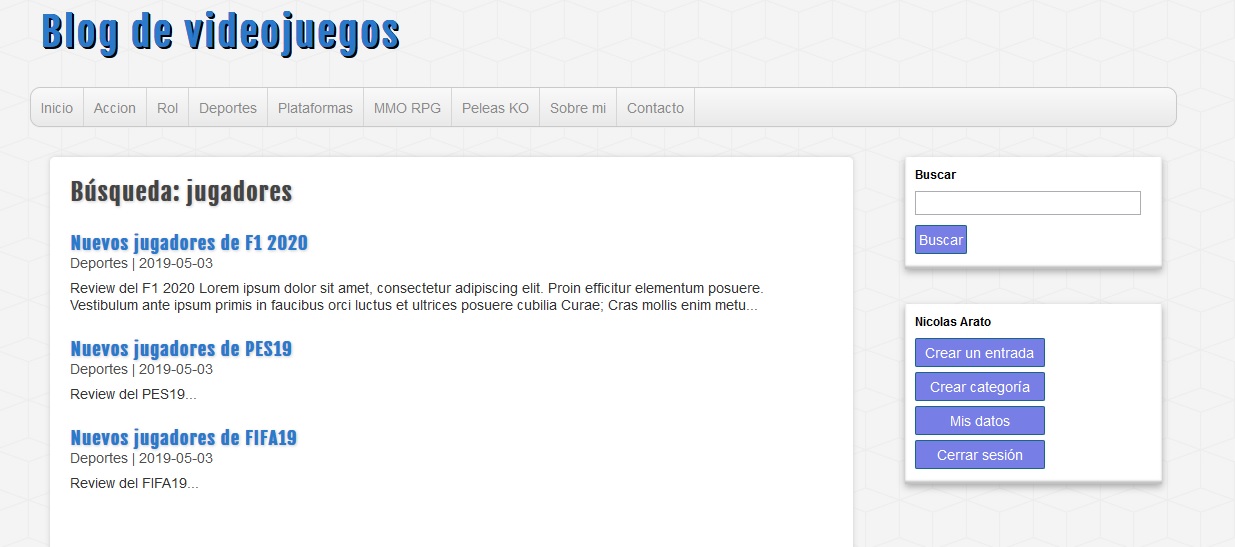 Blog de videojuegos
Inicio Accion Rol Deportes Plataformas MMO RPG Peleas KO Sobre mi Contacto
Búsqueda: jugadores
Nuevos jugadores de F1 2020
Deportes | 2019-05-03
Review del F1 2020 Lorem ipsum dolor sit amet, consectetur adipiscing elit. Proin efficitur elementum posuere.
Vestibulum ante ipsum primis in faucibus orci luctus et ultrices posuere cubilia Curae; Cras mollis enim metu...
Nuevos jugadores de PES19
Deportes | 2019-05-03
Review del PES19...
Nuevos jugadores de FIFA19
Deportes | 2019-05-03
Review del FIFA19...
Buscar
Buscar
Nicolas Arato
Crear un entrada
Crear categoría
Mis datos
Cerrar sesión